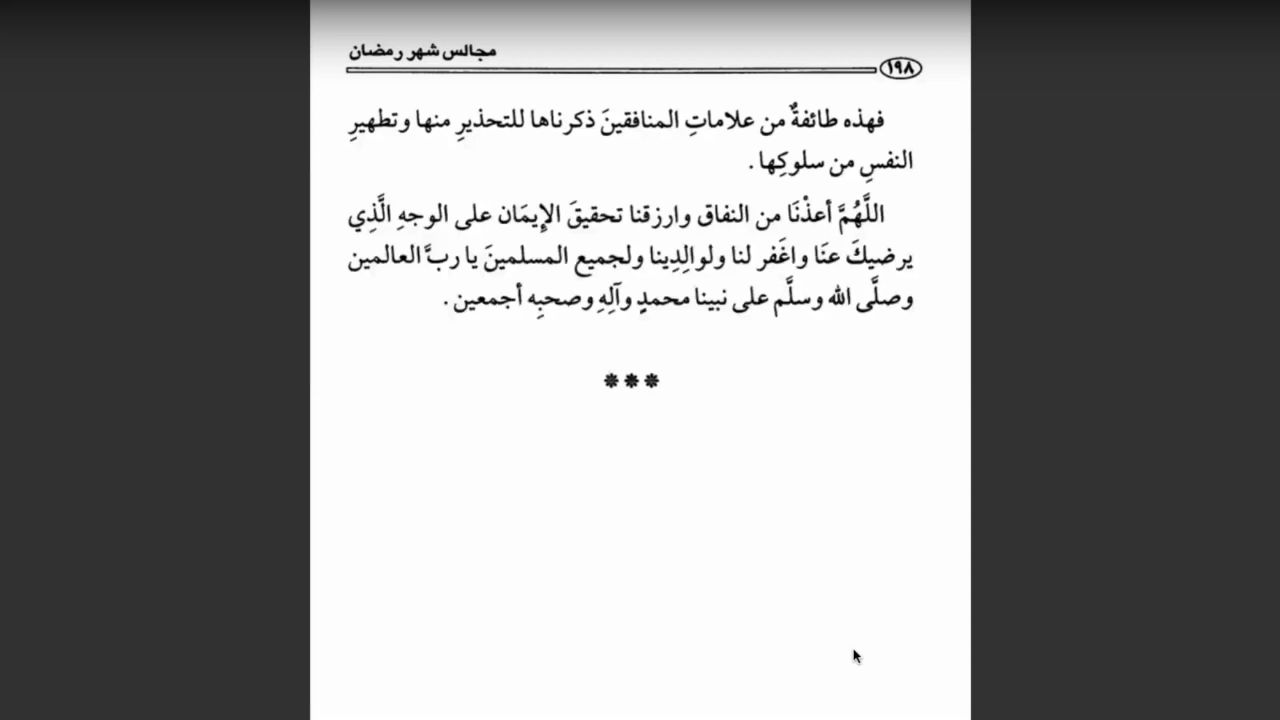 مجالس شهر رمضان
١٩٨
فهذه طائفةٌ من علاماتِ المنافقينَ ذكرناها للتحذيرِ منها وتطهيرِ
النفسِ من سلوكِها .
اللَّهُمَّ أعذْنَا من النفاق وارزقنا تحقيقَ الإِيمَان على الوجهِ الَّذِي
يرضيكَ عنَا واغَفر لنا ولوالِدِينا ولجميع المسلمينَ يا ربَّ العالمين
وصلَّى الله وسلَّم على نبينا محمدٍ وآلِهِ وصحبِه أجمعين .
***